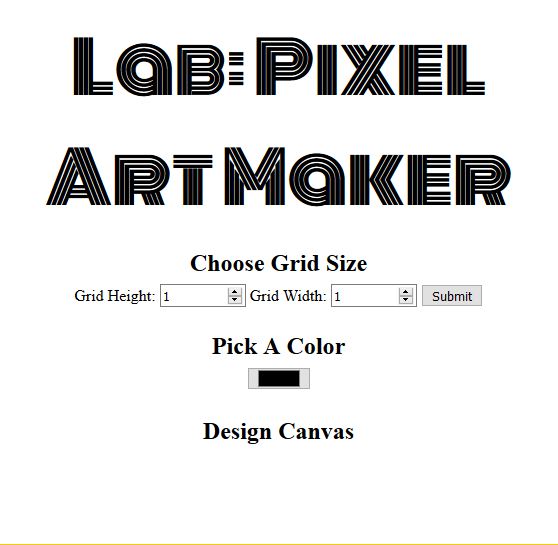 Lab: Pixel
Art Maker
Choose Grid Size
Grid Height: 1 Grid Width: 1 Submit
Pick A Color
Design Canvas